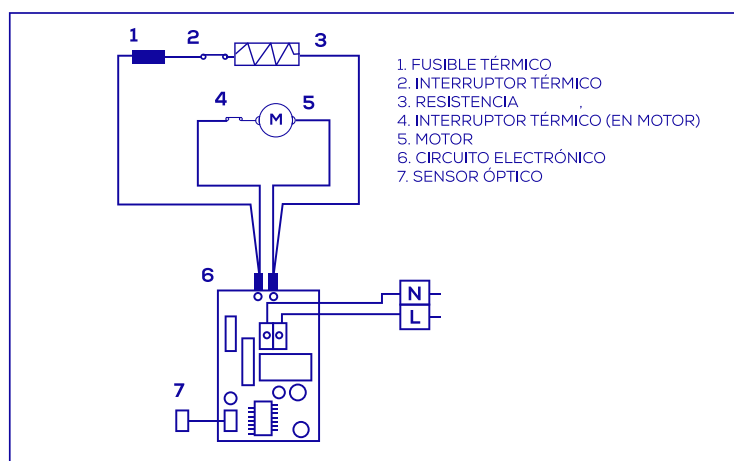 1
2
3
4
M
5
1. FUSIBLE TÉRMICO
2. INTERRUPTOR TÉRMICO
3. RESISTENCIA
4. INTERRUPTOR TÉRMICO (EN MOTOR)
5. MOTOR
6. CIRCUITO ELECTRÓNICO
7. SENSOR ÓPTICO
6
N
L
7